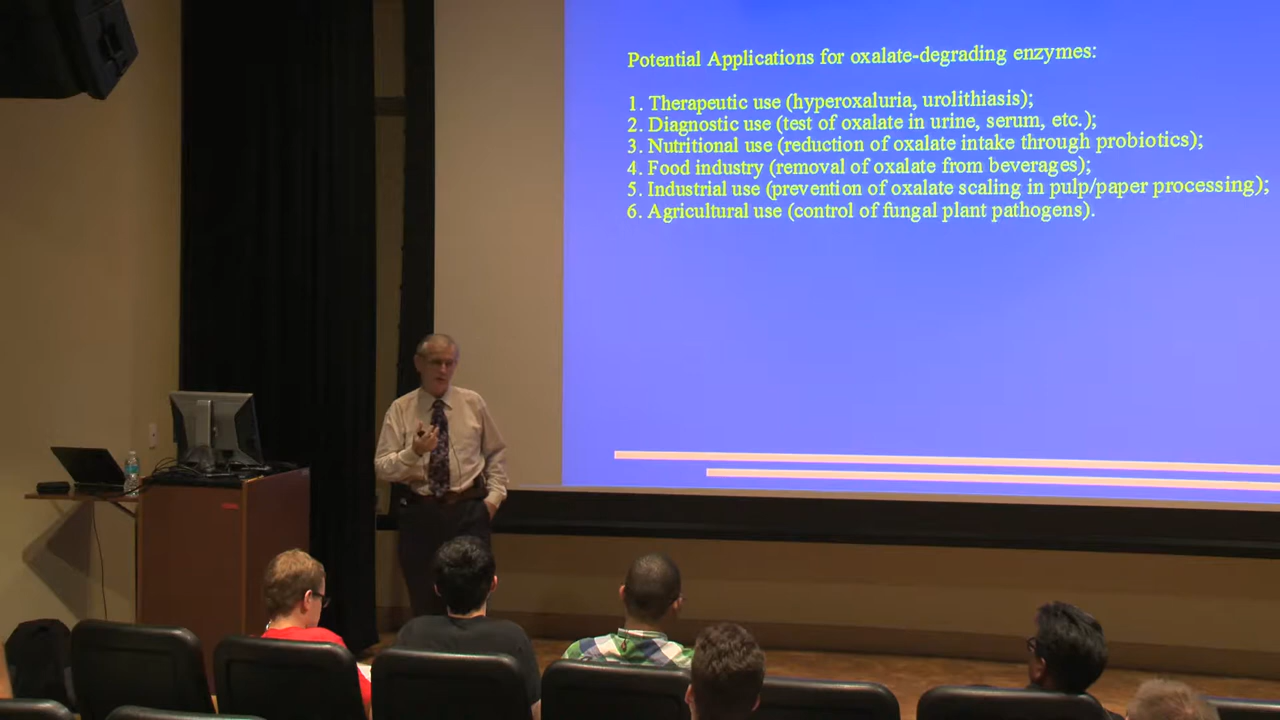 Potential Applications for oxalate-degrading enzymes:
1. Therapeutic use (hyperoxaluria, urolithiasis);
2. Diagnostic use (test of oxalate in urine, serum, etc.);
3. Nutritional use (reduction of oxalate intake through probiotics);
4. Food industry (removal of oxalate from beverages);
5. Industrial use (prevention of oxalate scaling in pulp/paper processing);
6. Agricultural use (control of fungal plant pathogens).